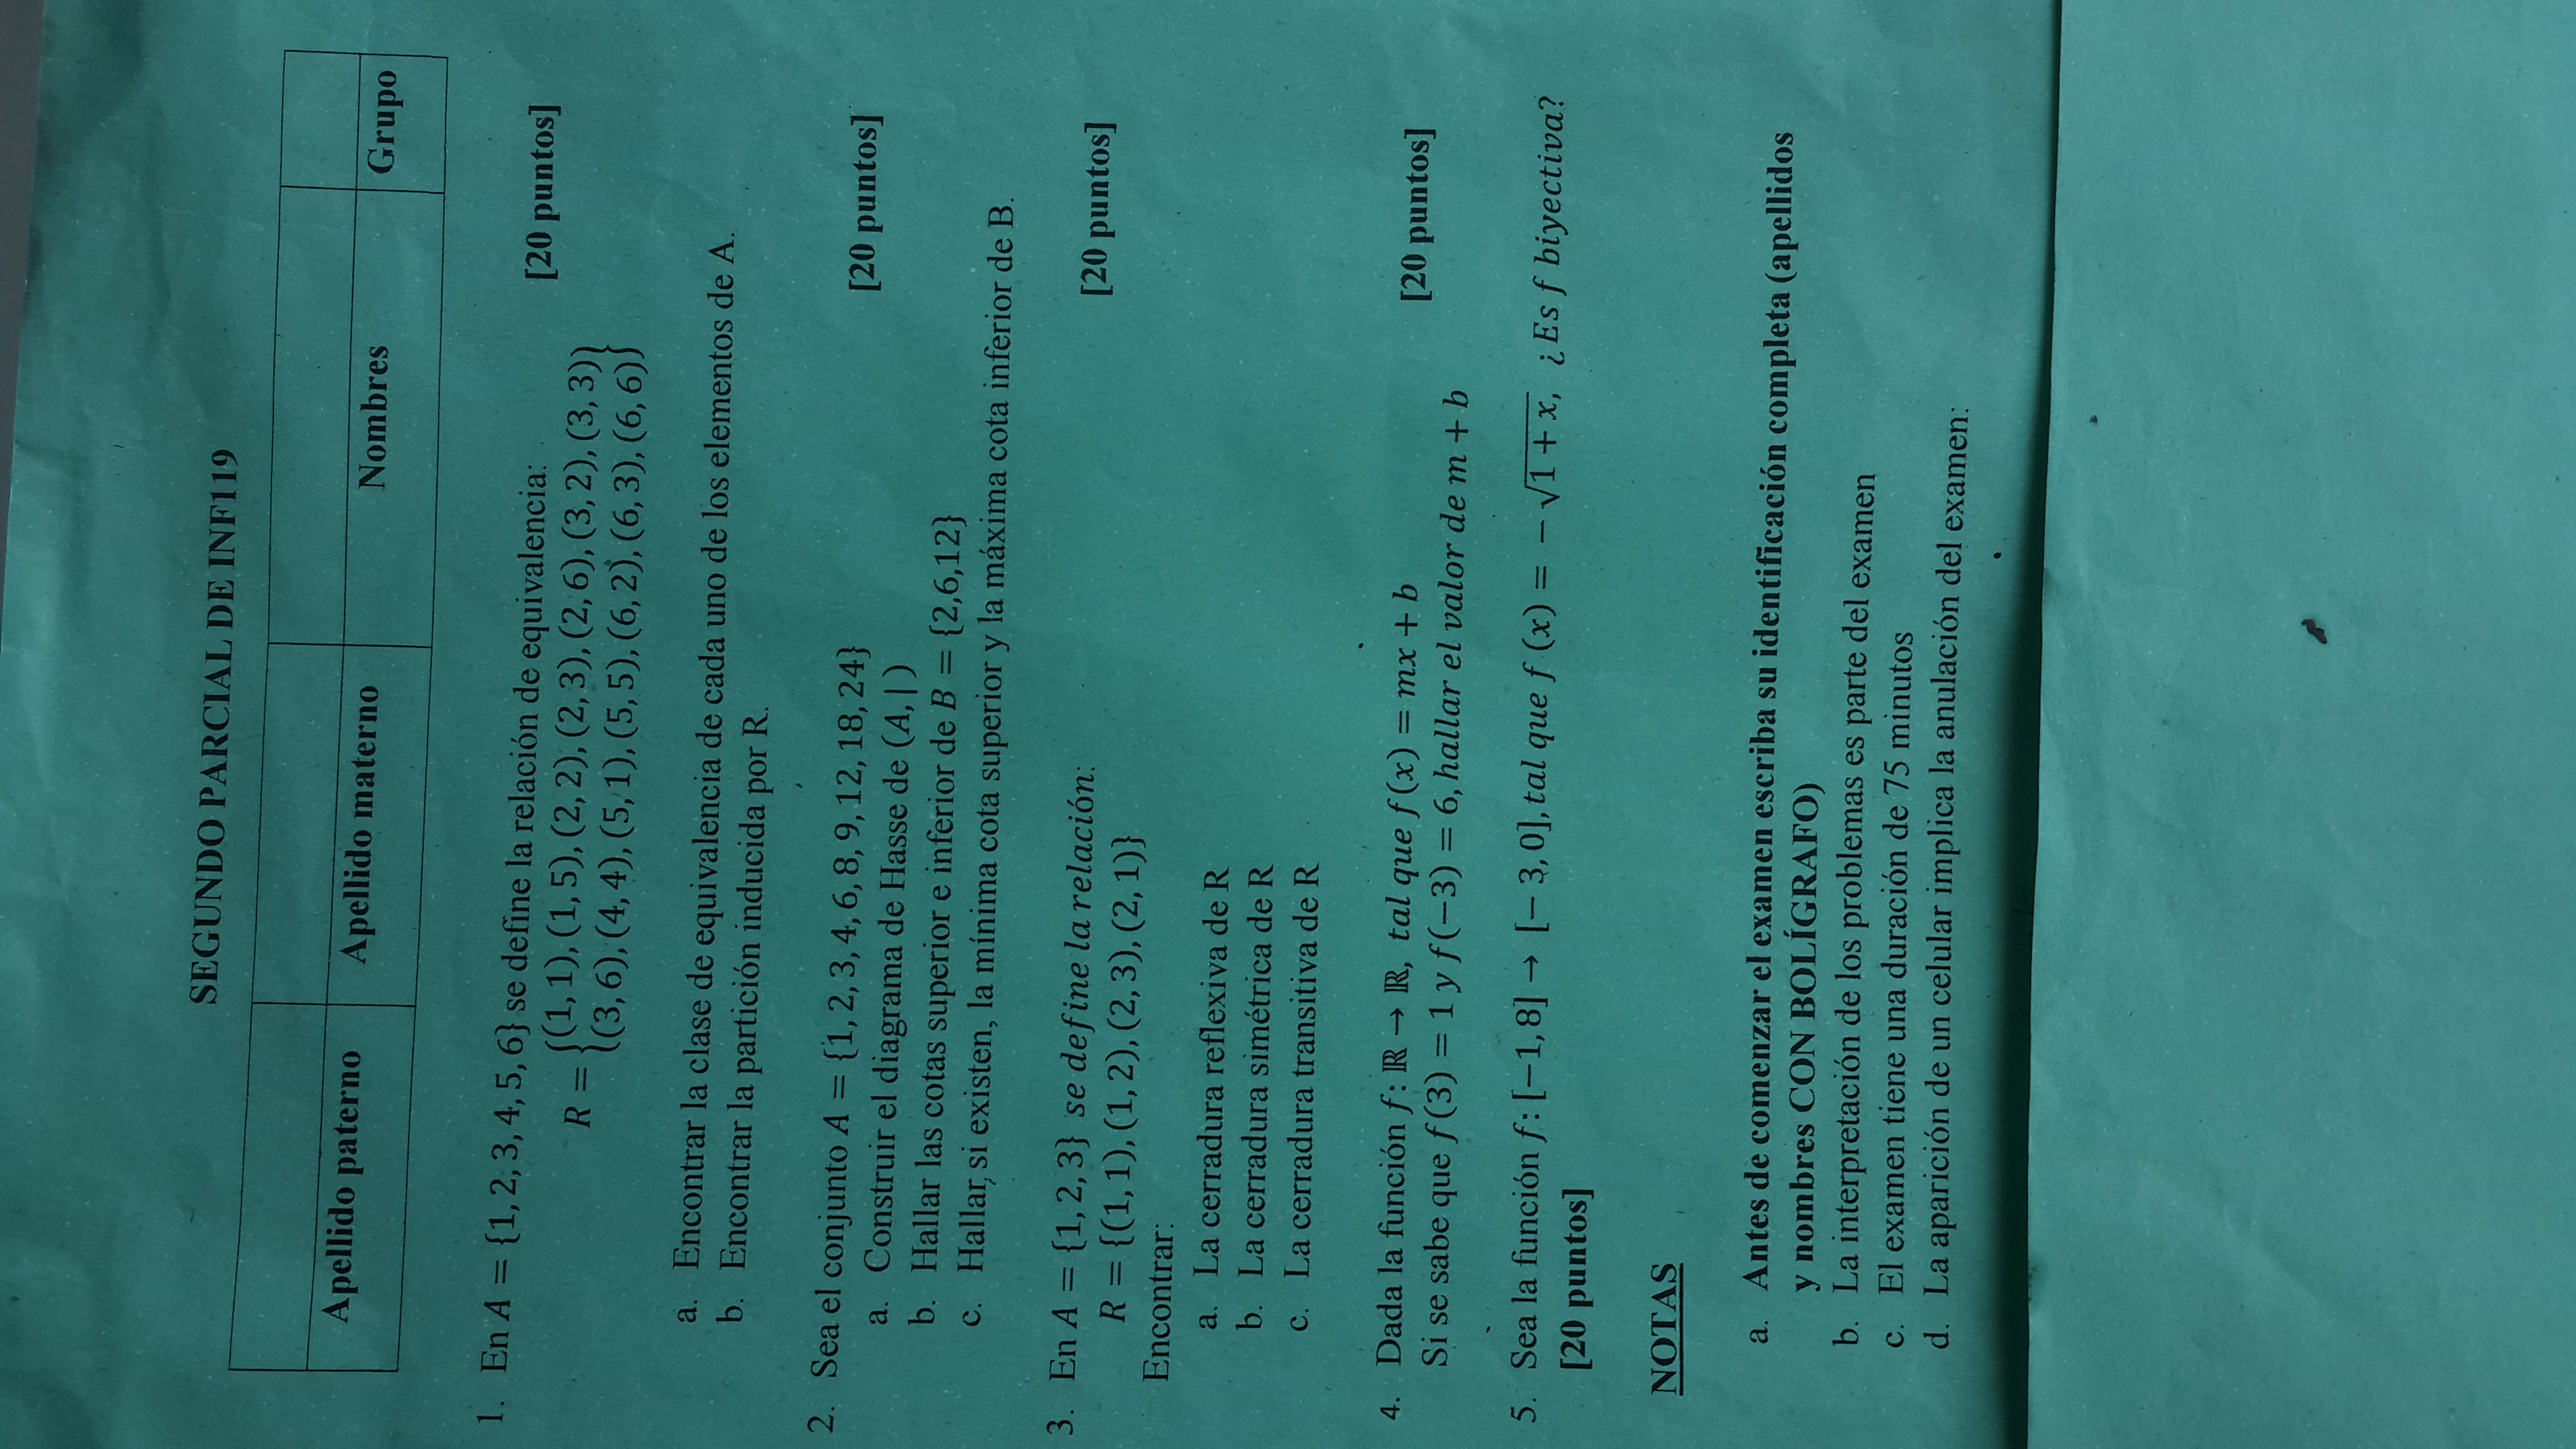 SEGUNDO PARCIAL DE INF119
Apellido paterno Apellido materno Nombres Grupo
1. En A = {1, 2, 3, 4, 5, 6} se define la relación de equivalencia: [20 puntos]
R = {(1, 1), (1, 5), (2, 2), (2, 3), (2, 6), (3, 2), (3, 3)}
{(3, 6), (4, 4), (5, 1), (5, 5), (6, 2), (6, 3), (6, 6)}
a. Encontrar la clase de equivalencia de cada uno de los elementos de A.
b. Encontrar la partición inducida por R.
2. Sea el conjunto A = {1, 2, 3, 4, 6, 8, 9, 12, 18, 24} [20 puntos]
a. Construir el diagrama de Hasse de (A, | )
b. Hallar las cotas superior e inferior de B = {2,6,12}
c. Hallar, si existen, la mínima cota superior y la máxima cota inferior de B.
3. En A = {1, 2, 3} se define la relación: [20 puntos]
R = {(1, 1), (1, 2), (2, 3), (2, 1)}
Encontrar:
a. La cerradura reflexiva de R
b. La cerradura simétrica de R
c. La cerradura transitiva de R
4. Dada la función f: ℝ → ℝ, tal que f(x) = mx + b [20 puntos]
Si se sabe que f(3) = 1 y f(−3) = 6, hallar el valor de m + b
5. Sea la función f: [−1, 8] → [−3, 0], tal que f (x) = −√1 + x, ¿Es f biyectiva?
[20 puntos]
NOTAS
a. Antes de comenzar el examen escriba su identificación completa (apellidos
y nombres CON BOLÍGRAFO)
b. La interpretación de los problemas es parte del examen
c. El examen tiene una duración de 75 minutos
d. La aparición de un celular implica la anulación del examen: